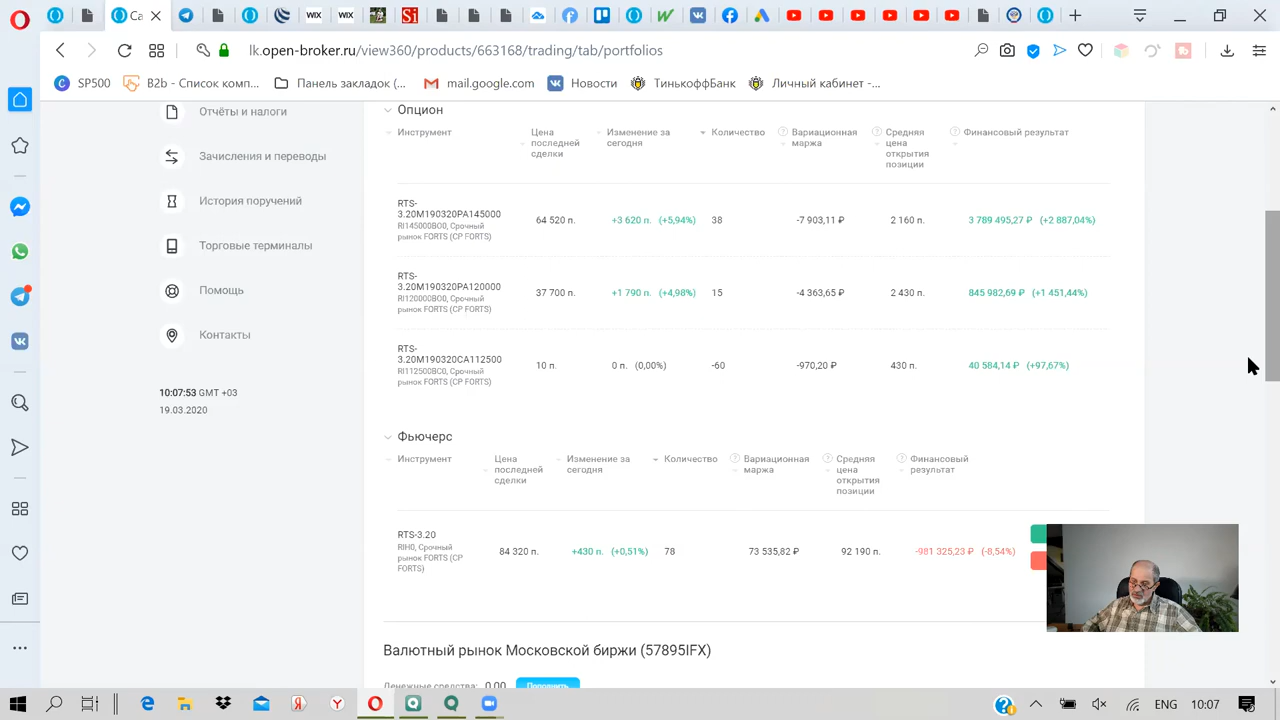 lk.open-broker.ru/view360/products/663168/trading/tab/portfolios
SP500
B2b - Список комп...
Панель закладок (...
mail.google.com
Новости
ТинькоффБанк
Личный кабинет -...
Отчёты и налоги
Зачисления и переводы
История поручений
Торговые терминалы
Помощь
Контакты
10:07:53 GMT +03
19.03.2020
Опцион
Инструмент
Цена последней сделки
Изменение за сегодня
Количество
Вариационная маржа
Средняя цена открытия позиции
Финансовый результат
RTS-
3.20M190320PA145000
RI145000BO0, Срочный
рынок FORTS (СР FORTS)
64 520 п.
+3 620 п. (+5,94%)
38
-7 903,11 ₽
2 160 п.
3 789 495,27 ₽ (+2 887,04%)
RTS-
3.20M190320PA120000
RI120000BO0, Срочный
рынок FORTS (СР FORTS)
37 700 п.
+1 790 п. (+4,98%)
15
-4 363,65 ₽
2 430 п.
845 982,69 ₽ (+1 451,44%)
RTS-
3.20M190320CA112500
RI112500BC0, Срочный
рынок FORTS (СР FORTS)
10 п.
0 п. (0,00%)
-60
-970,20 ₽
430 п.
40 584,14 ₽ (+97,67%)
Фьючерс
Инструмент
Цена последней сделки
Изменение за сегодня
Количество
Вариационная маржа
Средняя цена открытия позиции
Финансовый результат
RTS-3.20
RIH0, Срочный
рынок FORTS (СР
FORTS)
84 320 п.
+430 п. (+0,51%)
78
73 535,82 ₽
92 190 п.
-981 325,23 ₽ (-8,54%)
Валютный рынок Московской биржи (57895IFX)
Денежные средства: 0,00
Пополнить
ENG
10:07